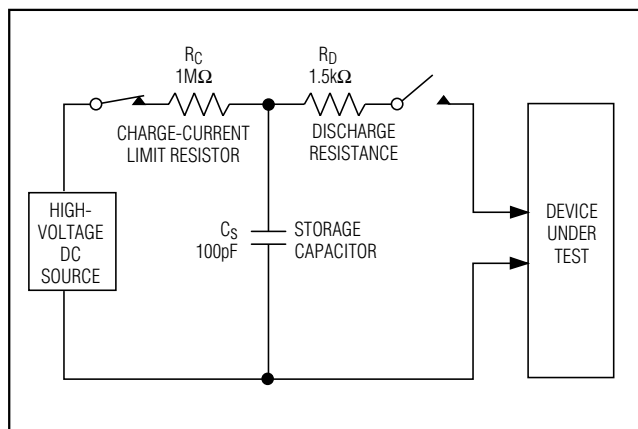 R_C
1MΩ
CHARGE-CURRENT
LIMIT RESISTOR
R_D
1.5kΩ
DISCHARGE
RESISTANCE
HIGH-
VOLTAGE
DC
SOURCE
C_S
100pF
STORAGE
CAPACITOR
DEVICE
UNDER
TEST